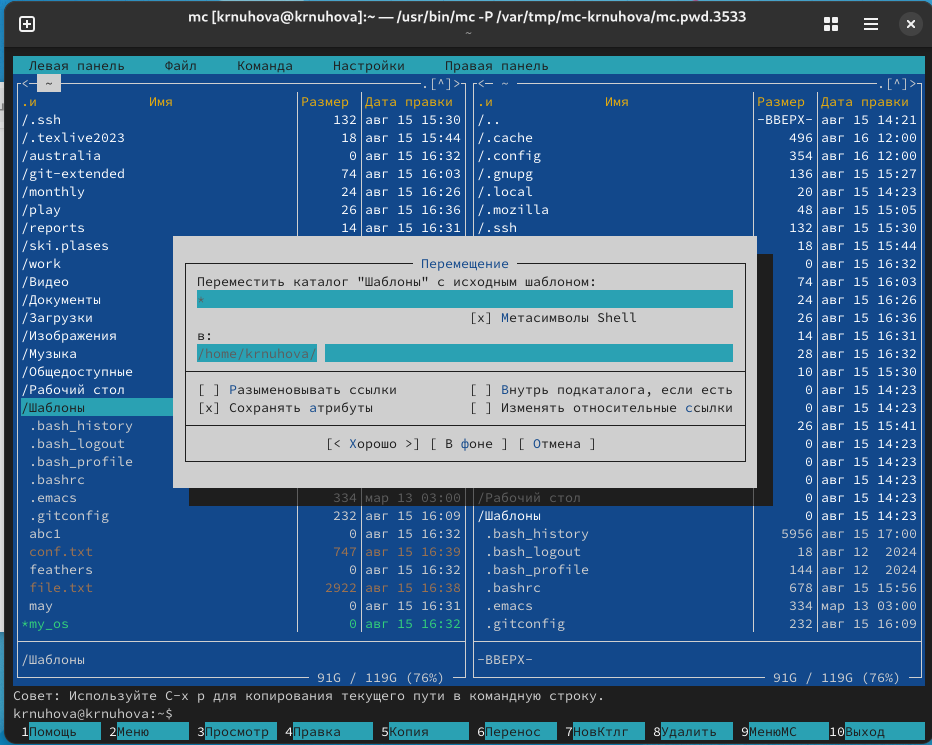 mc [krnuhova@krnuhova]:~ — /usr/bin/mc -P /var/tmp/mc-krnuhova/mc.pwd.3533
~
Левая панель Файл Команда Настройки Правая панель
<─ ~ .[^]> <─ ~ .[^]>
.и Имя Размер Дата правки .и Имя Размер Дата правки
/.ssh 132 авг 15 15:30 /.. -ВВЕРХ- авг 15 14:21
/.texlive2023 18 авг 15 15:44 /.cache 496 авг 16 12:00
/australia 0 авг 15 16:32 /.config 354 авг 16 12:00
/git-extended 74 авг 15 16:03 /.gnupg 136 авг 15 15:27
/monthly 24 авг 15 16:26 /.local 20 авг 15 14:23
/play 26 авг 15 16:36 /.mozilla 48 авг 15 15:05
/reports 14 авг 15 16:31 /.ssh 132 авг 15 15:30
/ski.plases 18 авг 15 15:44
/work Перемещение 0 авг 15 16:32
/Видео Переместить каталог "Шаблоны" с исходным шаблоном: 74 авг 15 16:03
/Документы * 24 авг 15 16:26
/Загрузки [x] Метасимволы Shell 26 авг 15 16:36
/Изображения в: 14 авг 15 16:31
/Музыка /home/krnuhova/ 28 авг 15 16:32
/Общедоступные 10 авг 15 15:30
/Рабочий стол [ ] Разыменовывать ссылки [ ] Внутрь подкаталога, если есть 0 авг 15 14:23
/Шаблоны [x] Сохранять атрибуты [ ] Изменять относительные ссылки 0 авг 15 14:23
.bash_history 26 авг 15 15:41
.bash_logout [< Хорошо >] [ В фоне ] [ Отмена ] 0 авг 15 14:23
.bash_profile 0 авг 15 14:23
.bashrc 0 авг 15 14:23
.emacs 334 мар 13 03:00 /Рабочий стол 0 авг 15 14:23
.gitconfig 232 авг 15 16:09 /Шаблоны 0 авг 15 14:23
abc1 0 авг 15 16:32 .bash_history 5956 авг 15 17:00
conf.txt 747 авг 15 16:39 .bash_logout 18 авг 12 2024
feathers 0 авг 15 16:32 .bash_profile 144 авг 12 2024
file.txt 2922 авг 15 16:38 .bashrc 678 авг 15 15:56
may 0 авг 15 16:31 .emacs 334 мар 13 03:00
*my_os 0 авг 15 16:32 .gitconfig 232 авг 15 16:09
/Шаблоны -ВВЕРХ-
91G / 119G (76%) 91G / 119G (76%)
Совет: Используйте C-x p для копирования текущего пути в командную строку.
krnuhova@krnuhova:~$
1Помощь 2Меню 3Просмотр 4Правка 5Копия 6Перенос 7НовКтлг 8Удалить 9МенюMC 10Выход